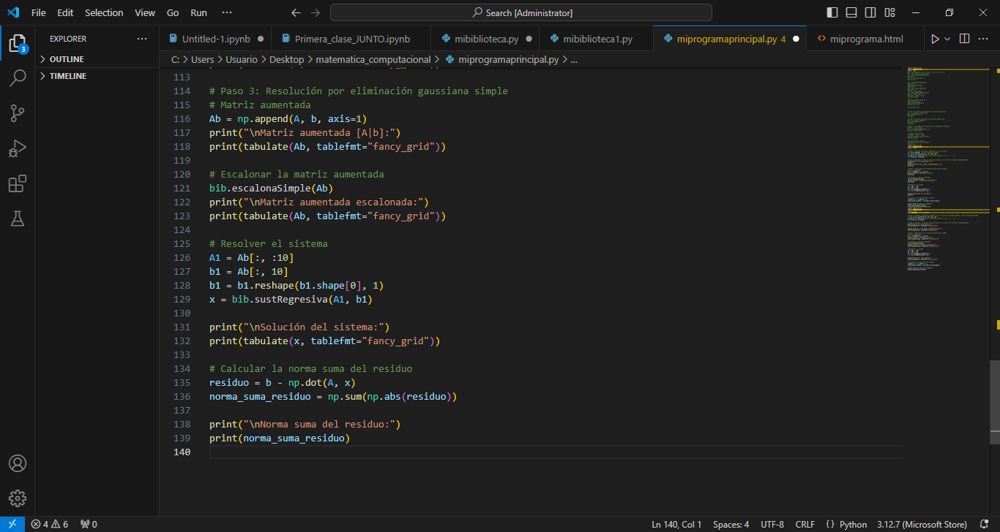 File Edit Selection View Go Run ··· Search [Administrator]
EXPLORER ···
OUTLINE
TIMELINE
3
Untitled-1.ipynb Primera_clase_JUNTO.ipynb mibiblioteca.py mibiblioteca1.py miprogramaprincipal.py 4 miprograma.html
C: > Users > Usuario > Desktop > matematica_computacional > miprogramaprincipal.py > ...
113
114 # Paso 3: Resolución por eliminación gaussiana simple
115 # Matriz aumentada
116 Ab = np.append(A, b, axis=1)
117 print("\nMatriz aumentada [A|b]:")
118 print(tabulate(Ab, tablefmt="fancy_grid"))
119
120 # Escalonar la matriz aumentada
121 bib.escalonaSimple(Ab)
122 print("\nMatriz aumentada escalonada:")
123 print(tabulate(Ab, tablefmt="fancy_grid"))
124
125 # Resolver el sistema
126 A1 = Ab[:, :10]
127 b1 = Ab[:, 10]
128 b1 = b1.reshape(b1.shape[0], 1)
129 x = bib.sustRegresiva(A1, b1)
130
131 print("\nSolución del sistema:")
132 print(tabulate(x, tablefmt="fancy_grid"))
133
134 # Calcular la norma suma del residuo
135 residuo = b - np.dot(A, x)
136 norma_suma_residuo = np.sum(np.abs(residuo))
137
138 print("\nNorma suma del residuo:")
139 print(norma_suma_residuo)
140
4 6 0 Ln 140, Col 1 Spaces: 4 UTF-8 CRLF {} Python 3.12.7 (Microsoft Store)